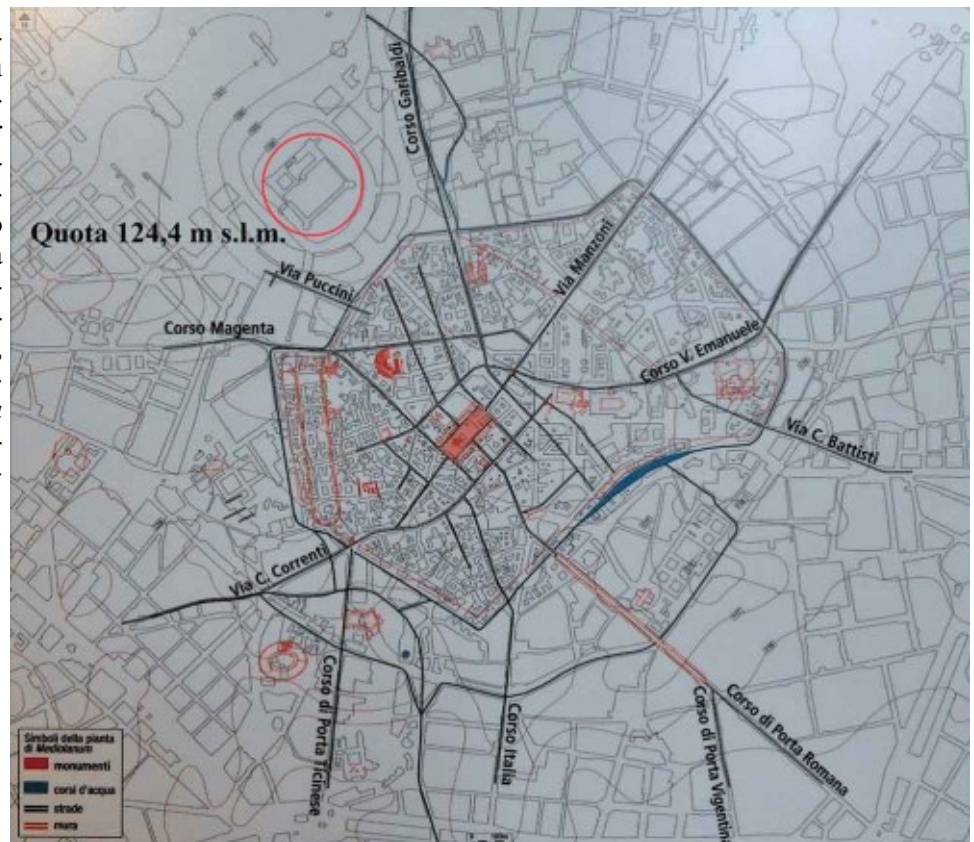 Corso Garibaldi
Quota 124,4 m s.l.m.
Via Manzoni
Via Puccini
Corso Magenta
Corso V. Emanuele
Via C. Battisti
Via C. Correnti
Corso di Porta Ticinese
Corso Italia
Corso di Porta Vigentina
Corso di Porta Romana
Simboli della pianta
di Mediolanum
monumenti
corsi d'acqua
strade
mura